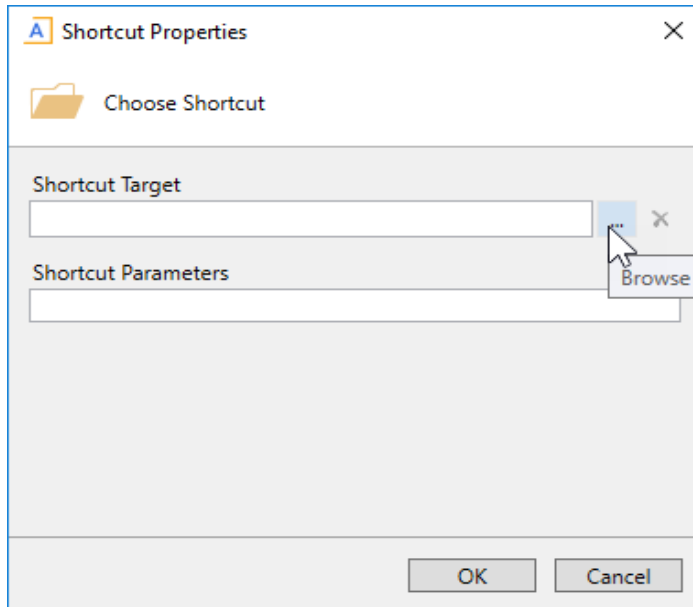 A Shortcut Properties
Choose Shortcut
Shortcut Target
...
Browse
Shortcut Parameters
OK Cancel